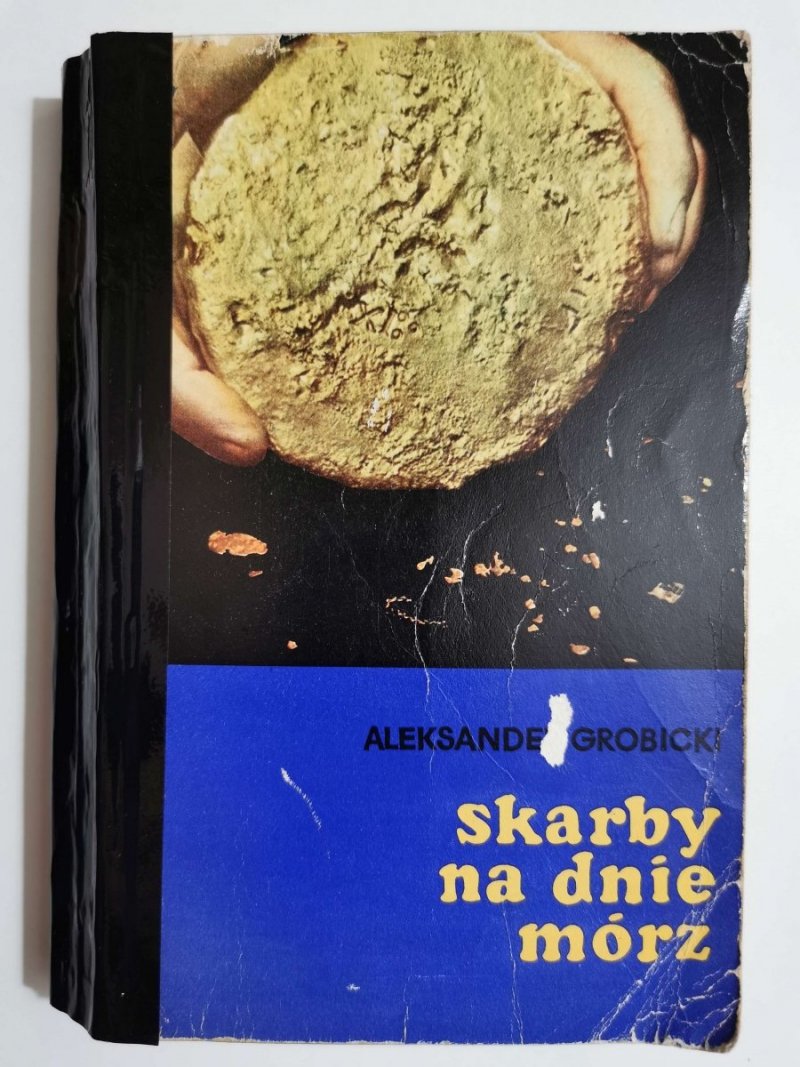 ALEKSANDE GROBICKI
skarby
na dnie
mórz